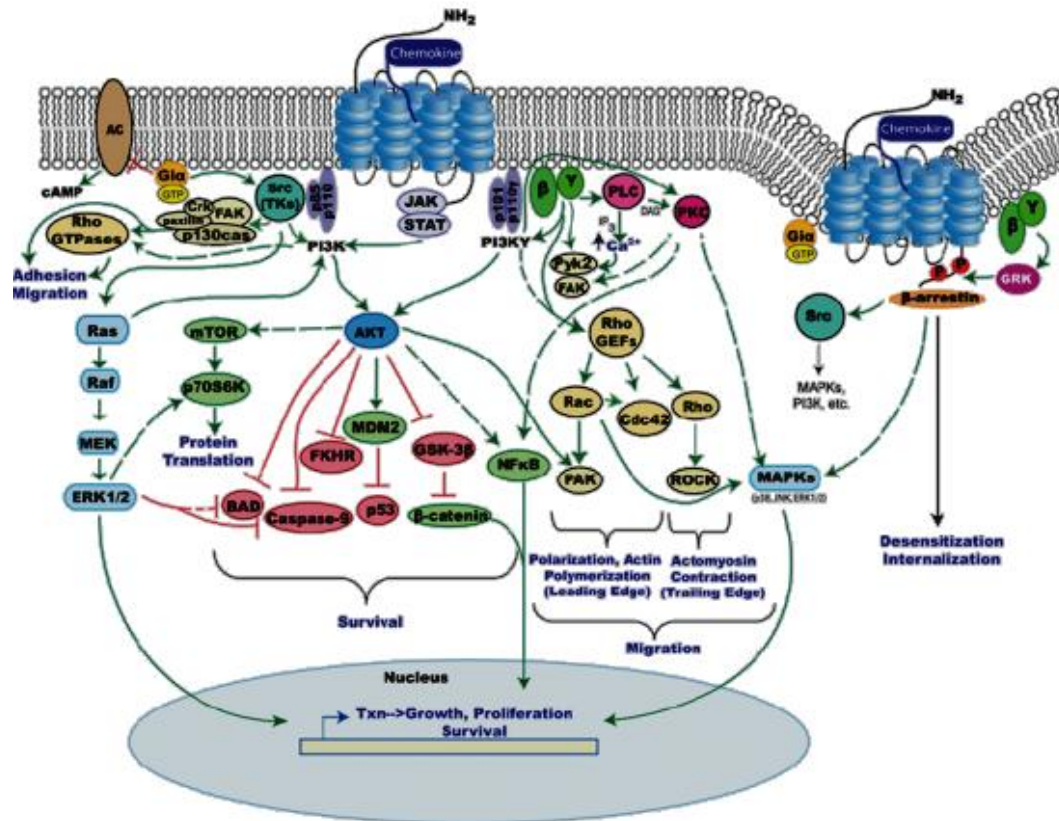 NH2
Chemokine
AC
Giα
GTP
cAMP
Src
(TKs)
p85
p110
Crk
FAK
paxillin
p130cas
Rho
GTPases
Adhesion
Migration
PI3K
JAK
STAT
p101
p110γ
PI3KΥ
β
Υ
PLC
IP3
DAG
PKC
Ca2+
Pyk2
FAK
NH2
Chemokine
Giα
GTP
β
Υ
P
P
GRK
β-arrestin
Src
MAPKs,
PI3K, etc.
Ras
Raf
MEK
ERK1/2
mTOR
p70S6K
Protein
Translation
AKT
MDN2
FKHR
GSK-3β
BAD
Caspase-9
p53
β-catenin
NFκB
Rho
GEFs
Rac
Cdc42
Rho
PAK
ROCK
MAPKs
(p38, JNK, ERK1/2)
Desensitization
Internalization
Polarization, Actin
Polymerization
(Leading Edge)
Actomyosin
Contraction
(Trailing Edge)
Survival
Migration
Nucleus
Txn-->Growth, Proliferation
Survival